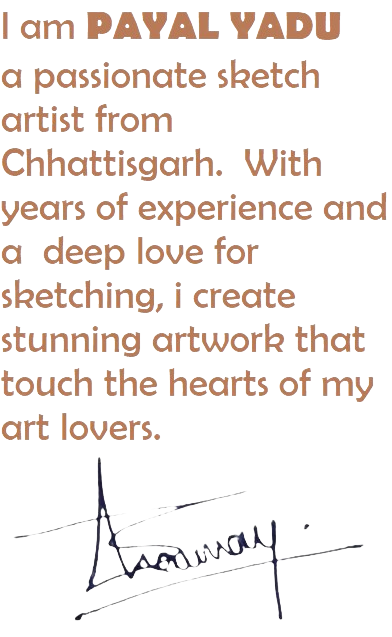 I am PAYAL YADU
a passionate sketch
artist from
Chhattisgarh.  With
years of experience and
a  deep love for
sketching, i create
stunning artwork that
touch the hearts of my
art lovers.